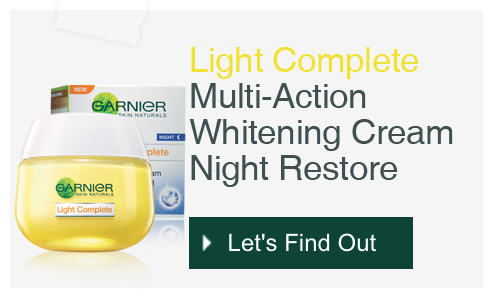 Light Complete
Multi-Action
Whitening Cream
Night Restore
Let's Find Out
NEW
GARNIER
SKIN NATURALS
NIGHT
GARNIER
SKIN NATURALS
Light Complete